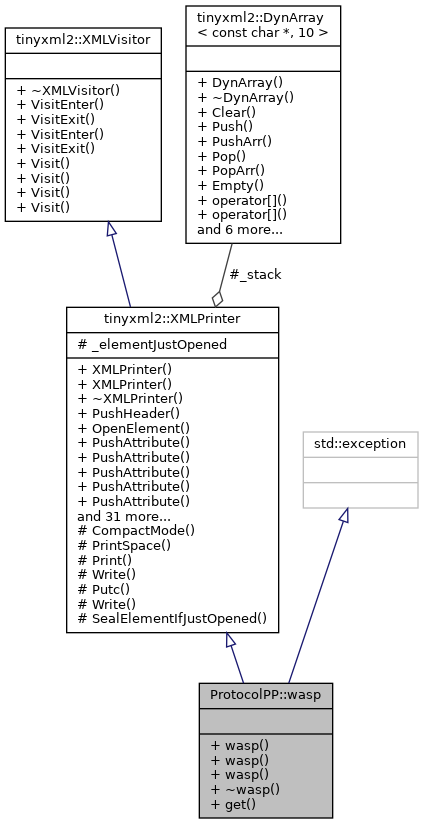 tinyxml2::XMLVisitor
+ ~XMLVisitor()
+ VisitEnter()
+ VisitExit()
+ VisitEnter()
+ VisitExit()
+ Visit()
+ Visit()
+ Visit()
+ Visit()
tinyxml2::DynArray
< const char *, 10 >
+ DynArray()
+ ~DynArray()
+ Clear()
+ Push()
+ PushArr()
+ Pop()
+ PopArr()
+ Empty()
+ operator[]()
+ operator[]()
and 6 more...
#_stack
tinyxml2::XMLPrinter
# _elementJustOpened
+ XMLPrinter()
+ XMLPrinter()
+ ~XMLPrinter()
+ PushHeader()
+ OpenElement()
+ PushAttribute()
+ PushAttribute()
+ PushAttribute()
+ PushAttribute()
+ PushAttribute()
and 31 more...
# CompactMode()
# PrintSpace()
# Print()
# Write()
# Putc()
# Write()
# SealElementIfJustOpened()
std::exception
ProtocolPP::wasp
+ wasp()
+ wasp()
+ wasp()
+ ~wasp()
+ get()